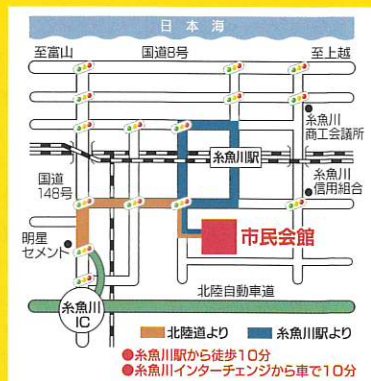 日本海
至富山
国道8号
至上越
糸魚川
商工会議所
糸魚川駅
国道
148号
糸魚川
信用組合
明星
セメント
市民会館
北陸自動車道
糸魚川
IC
北陸道より
糸魚川駅より
●糸魚川駅から徒歩10分
●糸魚川インターチェンジから車で10分